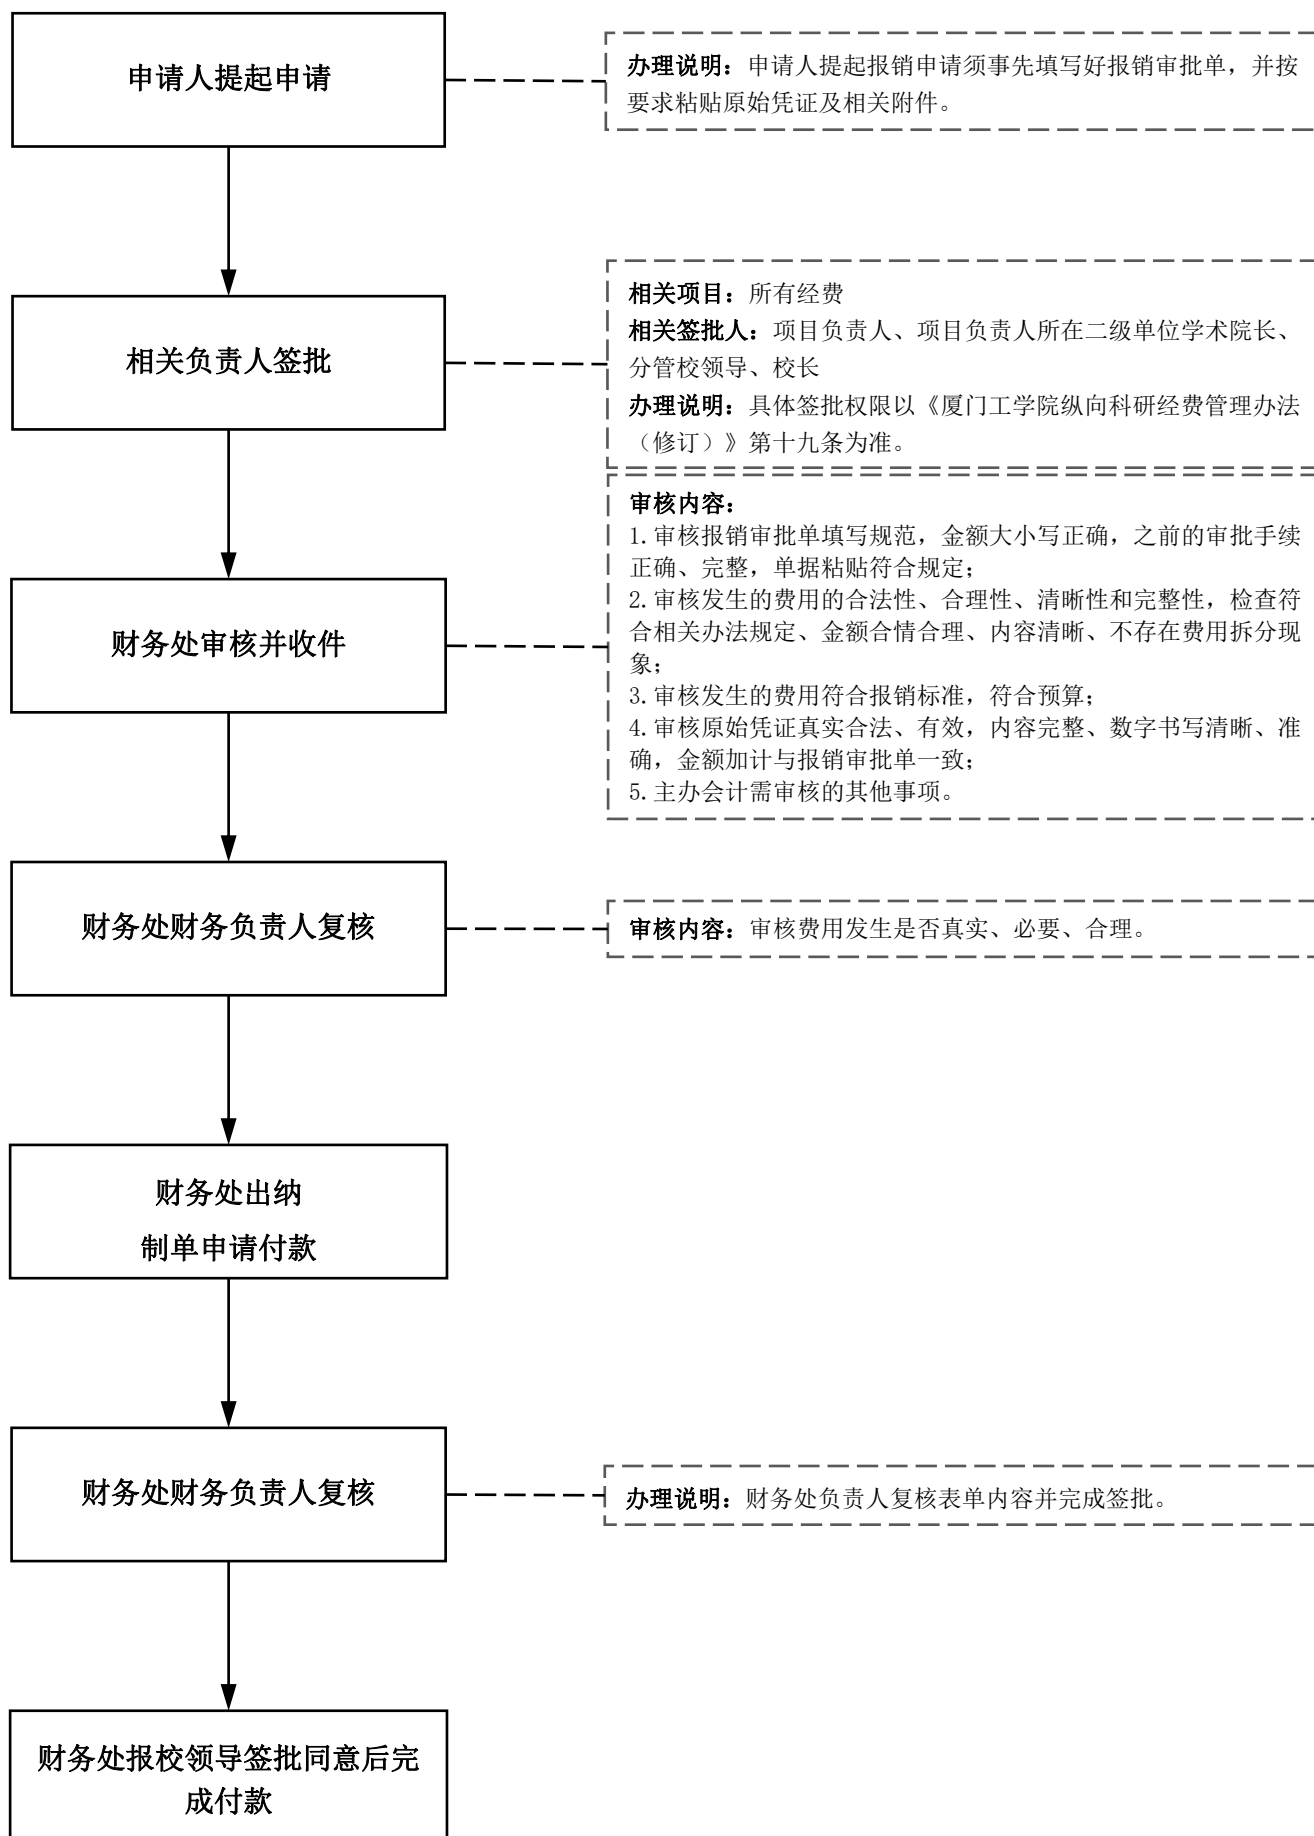 申请人提起申请
办理说明：申请人提起报销申请须事先填写好报销审批单，并按
要求粘贴原始凭证及相关附件。
相关负责人签批
相关项目：所有经费
相关签批人：项目负责人、项目负责人所在二级单位学术院长、
分管校领导、校长
办理说明：具体签批权限以《厦门工学院纵向科研经费管理办法
（修订）》第十九条为准。
财务处审核并收件
审核内容：
1.审核报销审批单填写规范，金额大小写正确，之前的审批手续
正确、完整，单据粘贴符合规定；
2.审核发生的费用的合法性、合理性、清晰性和完整性，检查符
合相关办法规定、金额合情合理、内容清晰、不存在费用拆分现
象；
3.审核发生的费用符合报销标准，符合预算；
4.审核原始凭证真实合法、有效，内容完整、数字书写清晰、准
确，金额加计与报销审批单一致；
5.主办会计需审核的其他事项。
财务处财务负责人复核
审核内容：审核费用发生是否真实、必要、合理。
财务处出纳
制单申请付款
财务处财务负责人复核
办理说明：财务处负责人复核表单内容并完成签批。
财务处报校领导签批同意后完
成付款